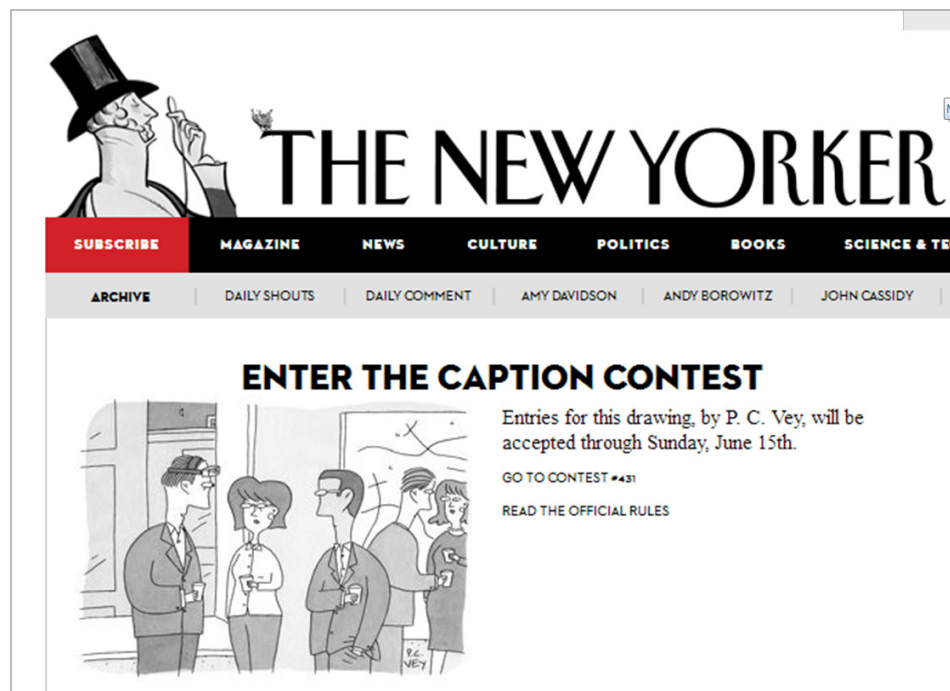 THE NEW YORKER
SUBSCRIBE MAGAZINE NEWS CULTURE POLITICS BOOKS SCIENCE & TE
ARCHIVE DAILY SHOUTS DAILY COMMENT AMY DAVIDSON ANDY BOROWITZ JOHN CASSIDY
ENTER THE CAPTION CONTEST
Entries for this drawing, by P. C. Vey, will be
accepted through Sunday, June 15th.
GO TO CONTEST #431
READ THE OFFICIAL RULES
P.C.
VEY